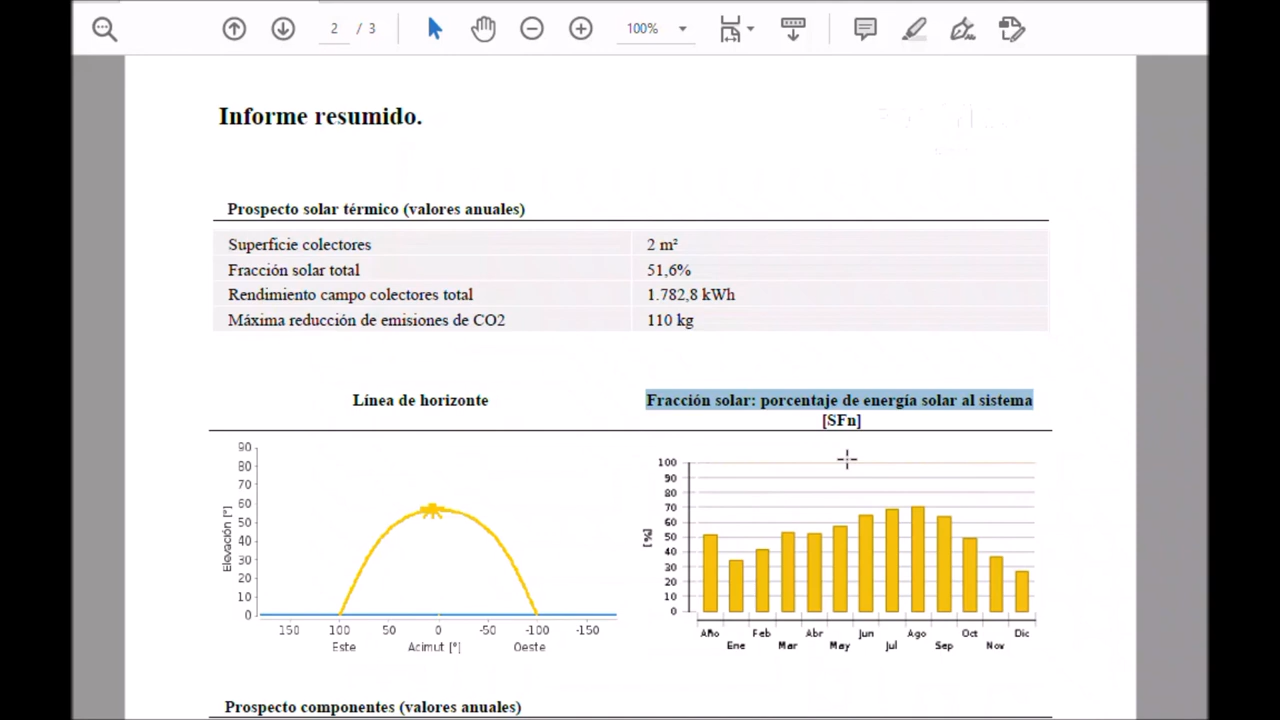 2 / 3 100%
Informe resumido.
Prospecto solar térmico (valores anuales)
Superficie colectores 2 m²
Fracción solar total 51,6%
Rendimiento campo colectores total 1.782,8 kWh
Máxima reducción de emisiones de CO2 110 kg
Línea de horizonte
Fracción solar: porcentaje de energía solar al sistema
[SFn]
Elevación [°]
90
80
70
60
50
40
30
20
10
0
150 100 50 0 -50 -100 -150
Este Acimut [°] Oeste
[%]
100
90
80
70
60
50
40
30
20
10
0
Año Feb Abr Jun Ago Oct Dic
Ene Mar May Jul Sep Nov
Prospecto componentes (valores anuales)